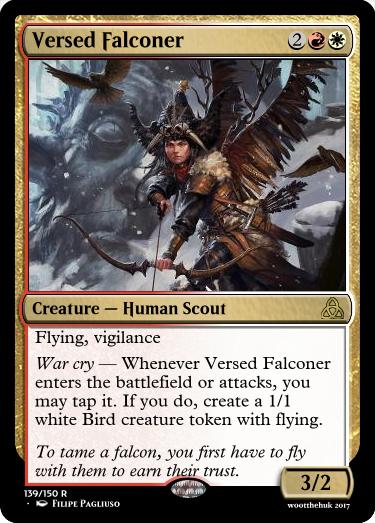 Versed Falconer 2
Creature — Human Scout
Flying, vigilance
War cry — Whenever Versed Falconer
enters the battlefield or attacks, you
may tap it. If you do, create a 1/1
white Bird creature token with flying.
To tame a falcon, you first have to fly
with them to earn their trust.
3/2
139/150 R
· Filipe Pagliuso
wootthehuk 2017